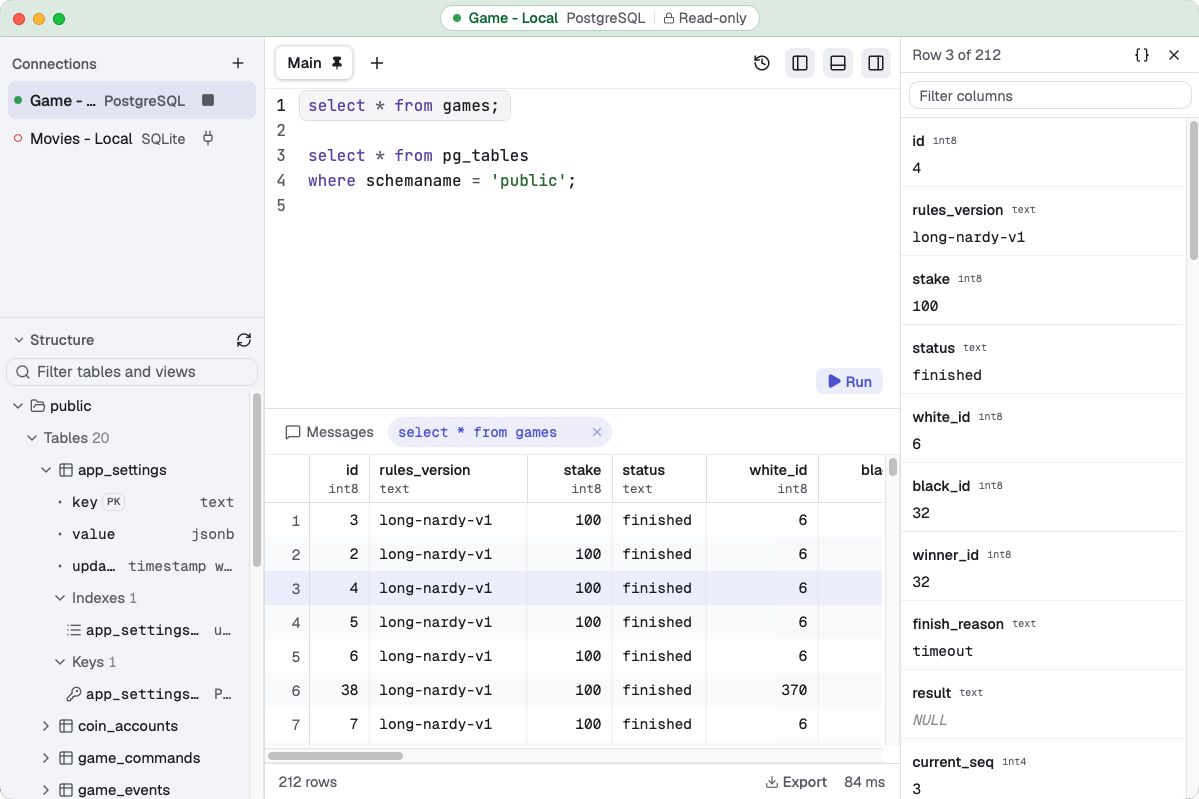 Game - Local PostgreSQL Read-only
Connections
Game - ... PostgreSQL
Movies - Local SQLite
Structure
Filter tables and views
public
Tables 20
app_settings
key PK text
value jsonb
upda… timestamp w…
Indexes 1
app_settings… u…
Keys 1
app_settings… P…
coin_accounts
game_commands
game_events
Main
1 select * from games;
2
3 select * from pg_tables
4 where schemaname = 'public';
5
Run
Messages select * from games
id rules_version stake status white_id bla
int8 text int8 text int8
1 3 long-nardy-v1 100 finished 6
2 2 long-nardy-v1 100 finished 6
3 4 long-nardy-v1 100 finished 6
4 5 long-nardy-v1 100 finished 6
5 6 long-nardy-v1 100 finished 6
6 38 long-nardy-v1 100 finished 370
7 7 long-nardy-v1 100 finished 6
212 rows Export 84 ms
Row 3 of 212 {}
Filter columns
id int8
4
rules_version text
long-nardy-v1
stake int8
100
status text
finished
white_id int8
6
black_id int8
32
winner_id int8
32
finish_reason text
timeout
result text
NULL
current_seq int4
3